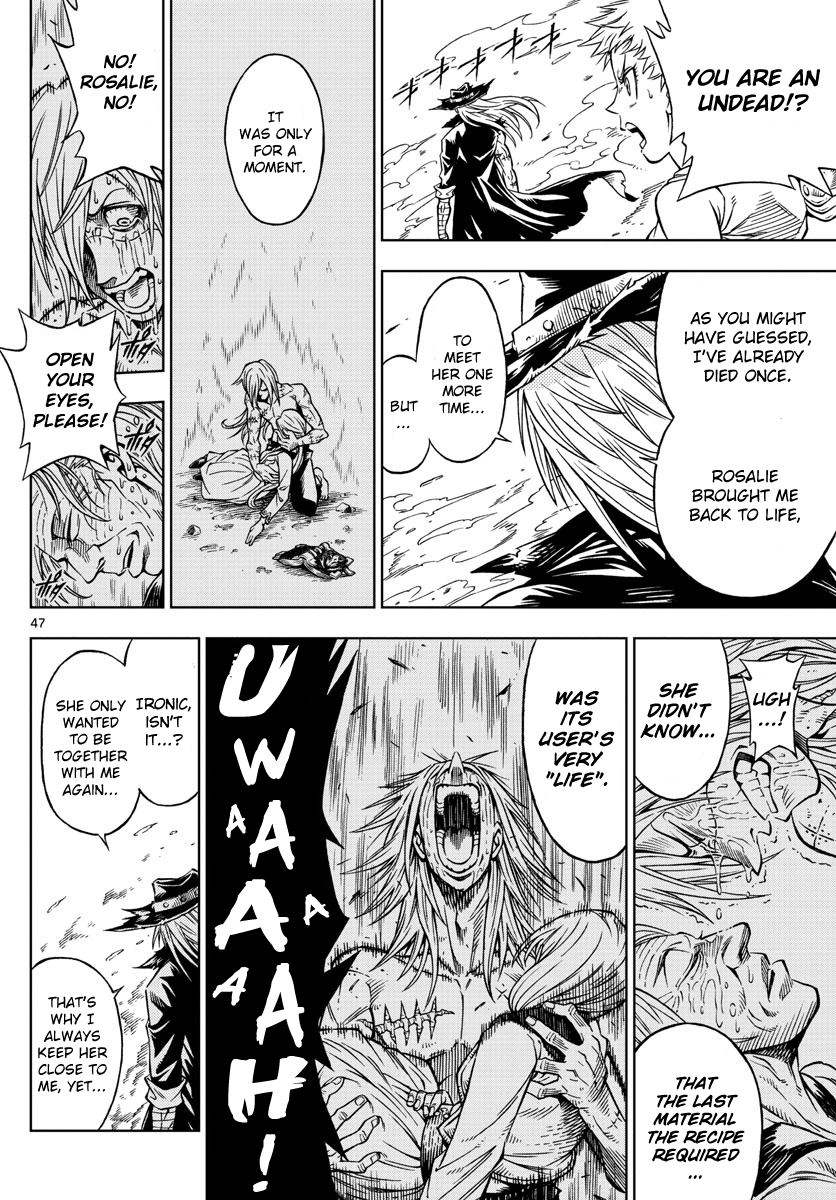 YOU ARE AN
UNDEAD!?
AS YOU MIGHT
HAVE GUESSED,
I'VE ALREADY
DIED ONCE.
ROSALIE
BROUGHT ME
BACK TO LIFE,
TO
MEET
HER ONE
MORE
TIME...
BUT
...
IT
WAS ONLY
FOR A
MOMENT.
NO!
ROSALIE,
NO!
OPEN
YOUR
EYES,
PLEASE!
47
UGH
...!
SHE
DIDN'T
KNOW...
THAT
THE LAST
MATERIAL
THE RECIPE
REQUIRED
...
WAS
ITS
USER'S
VERY
"LIFE".
UWAAAAAAH!
IRONIC,
ISN'T
IT...?
SHE ONLY
WANTED
TO BE
TOGETHER
WITH ME
AGAIN...
THAT'S
WHY I
ALWAYS
KEEP HER
CLOSE TO
ME, YET...